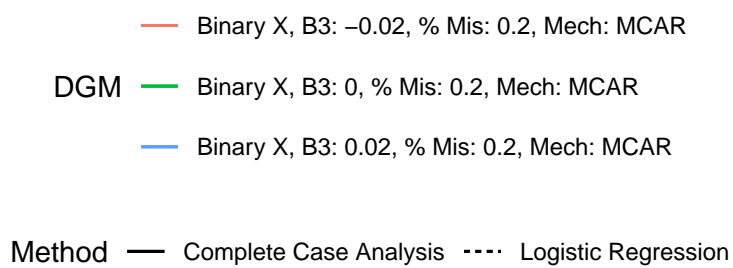 Binary X, B3: −0.02, % Mis: 0.2, Mech: MCAR
DGM Binary X, B3: 0, % Mis: 0.2, Mech: MCAR
Binary X, B3: 0.02, % Mis: 0.2, Mech: MCAR
Method Complete Case Analysis Logistic Regression